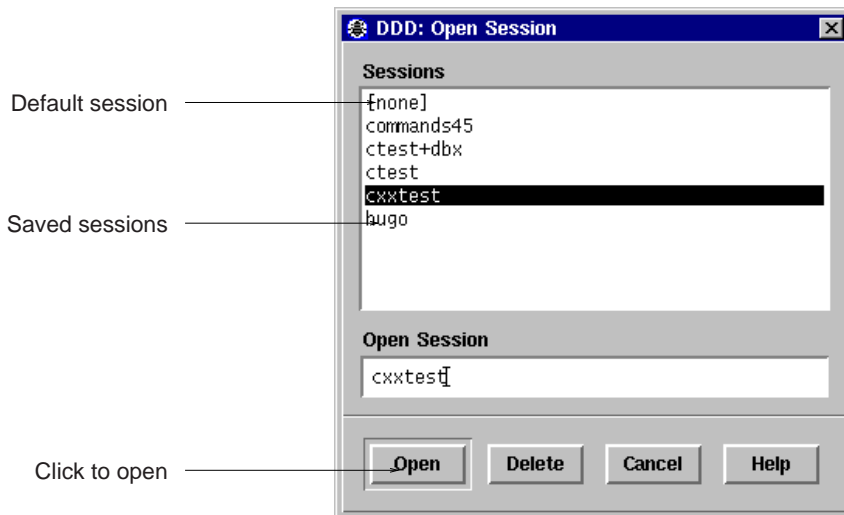 DDD: Open Session
Sessions
Default session
[none]
commands45
ctest+dbx
ctest
cxxtest
Saved sessions
hugo
Open Session
cxxtest
Click to open
Open
Delete
Cancel
Help